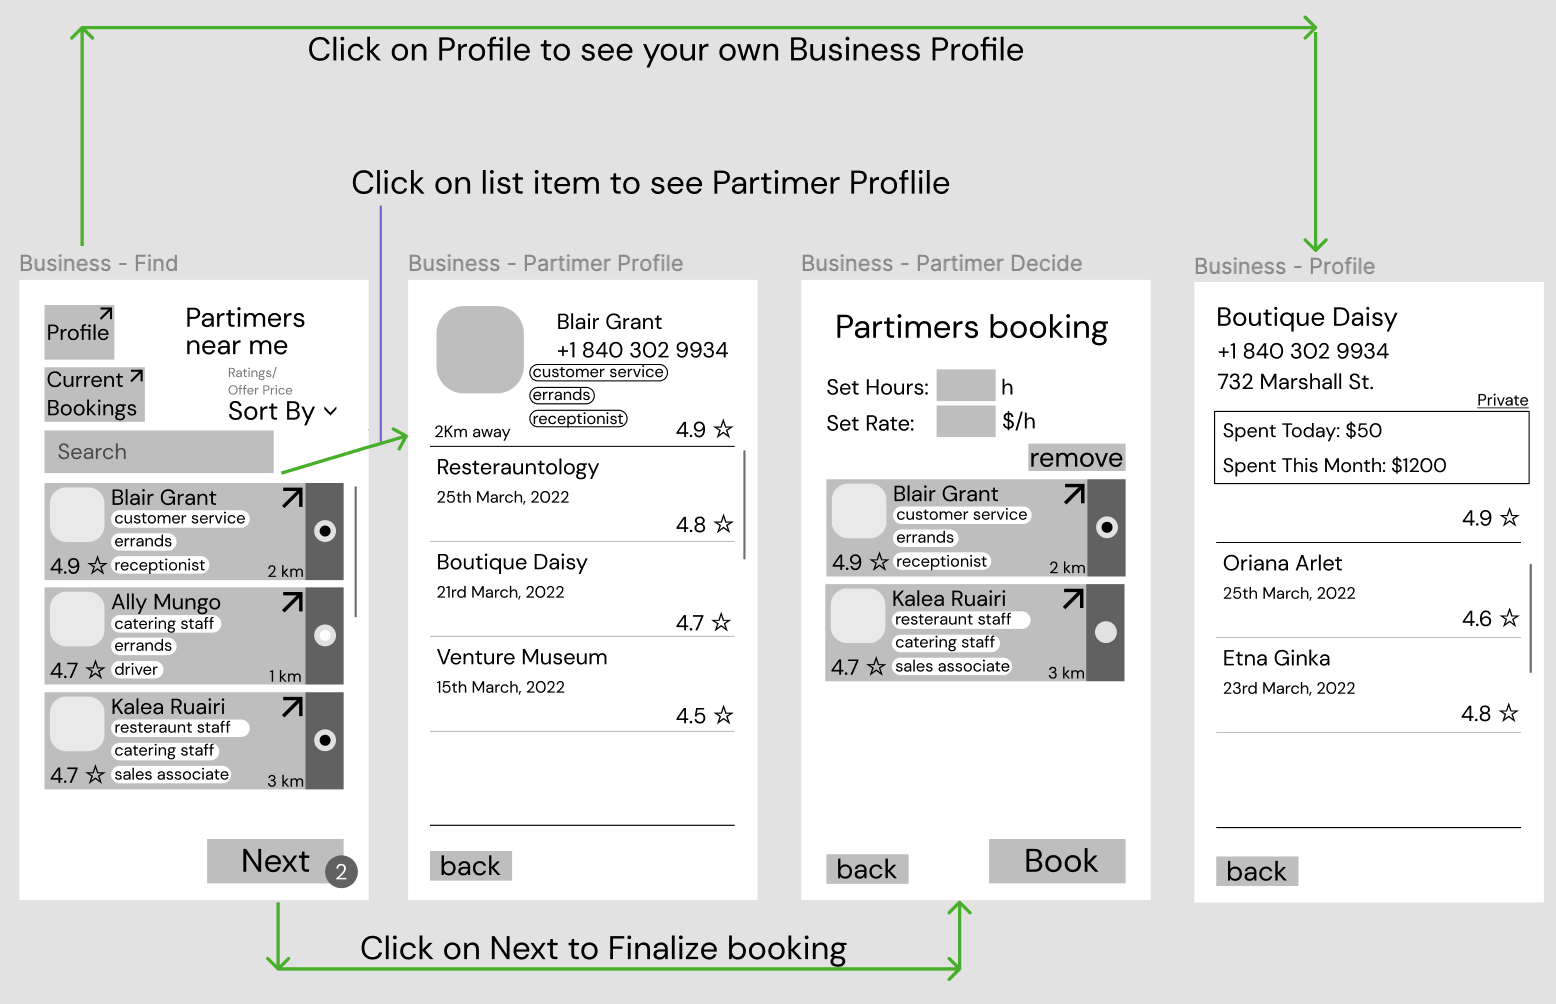 Click on Profile to see your own Business Profile
Click on list item to see Partimer Proflile
Business - Find
Profile
Partimers
near me
Current
Bookings
Ratings/
Offer Price
Sort By
Search
Blair Grant
customer service
errands
4.9
receptionist
2 km
Ally Mungo
catering staff
errands
4.7
driver
1 km
Kalea Ruairi
resteraunt staff
catering staff
4.7
sales associate
3 km
Next
2
Business - Partimer Profile
Blair Grant
+1 840 302 9934
customer service
errands
receptionist
2Km away
4.9
Resterauntology
25th March, 2022
4.8
Boutique Daisy
21rd March, 2022
4.7
Venture Museum
15th March, 2022
4.5
back
Business - Partimer Decide
Partimers booking
Set Hours: h
Set Rate: $/h
remove
Blair Grant
customer service
errands
4.9
receptionist
2 km
Kalea Ruairi
resteraunt staff
catering staff
4.7
sales associate
3 km
back
Book
Business - Profile
Boutique Daisy
+1 840 302 9934
732 Marshall St.
Private
Spent Today: $50
Spent This Month: $1200
4.9
Oriana Arlet
25th March, 2022
4.6
Etna Ginka
23rd March, 2022
4.8
back
Click on Next to Finalize booking